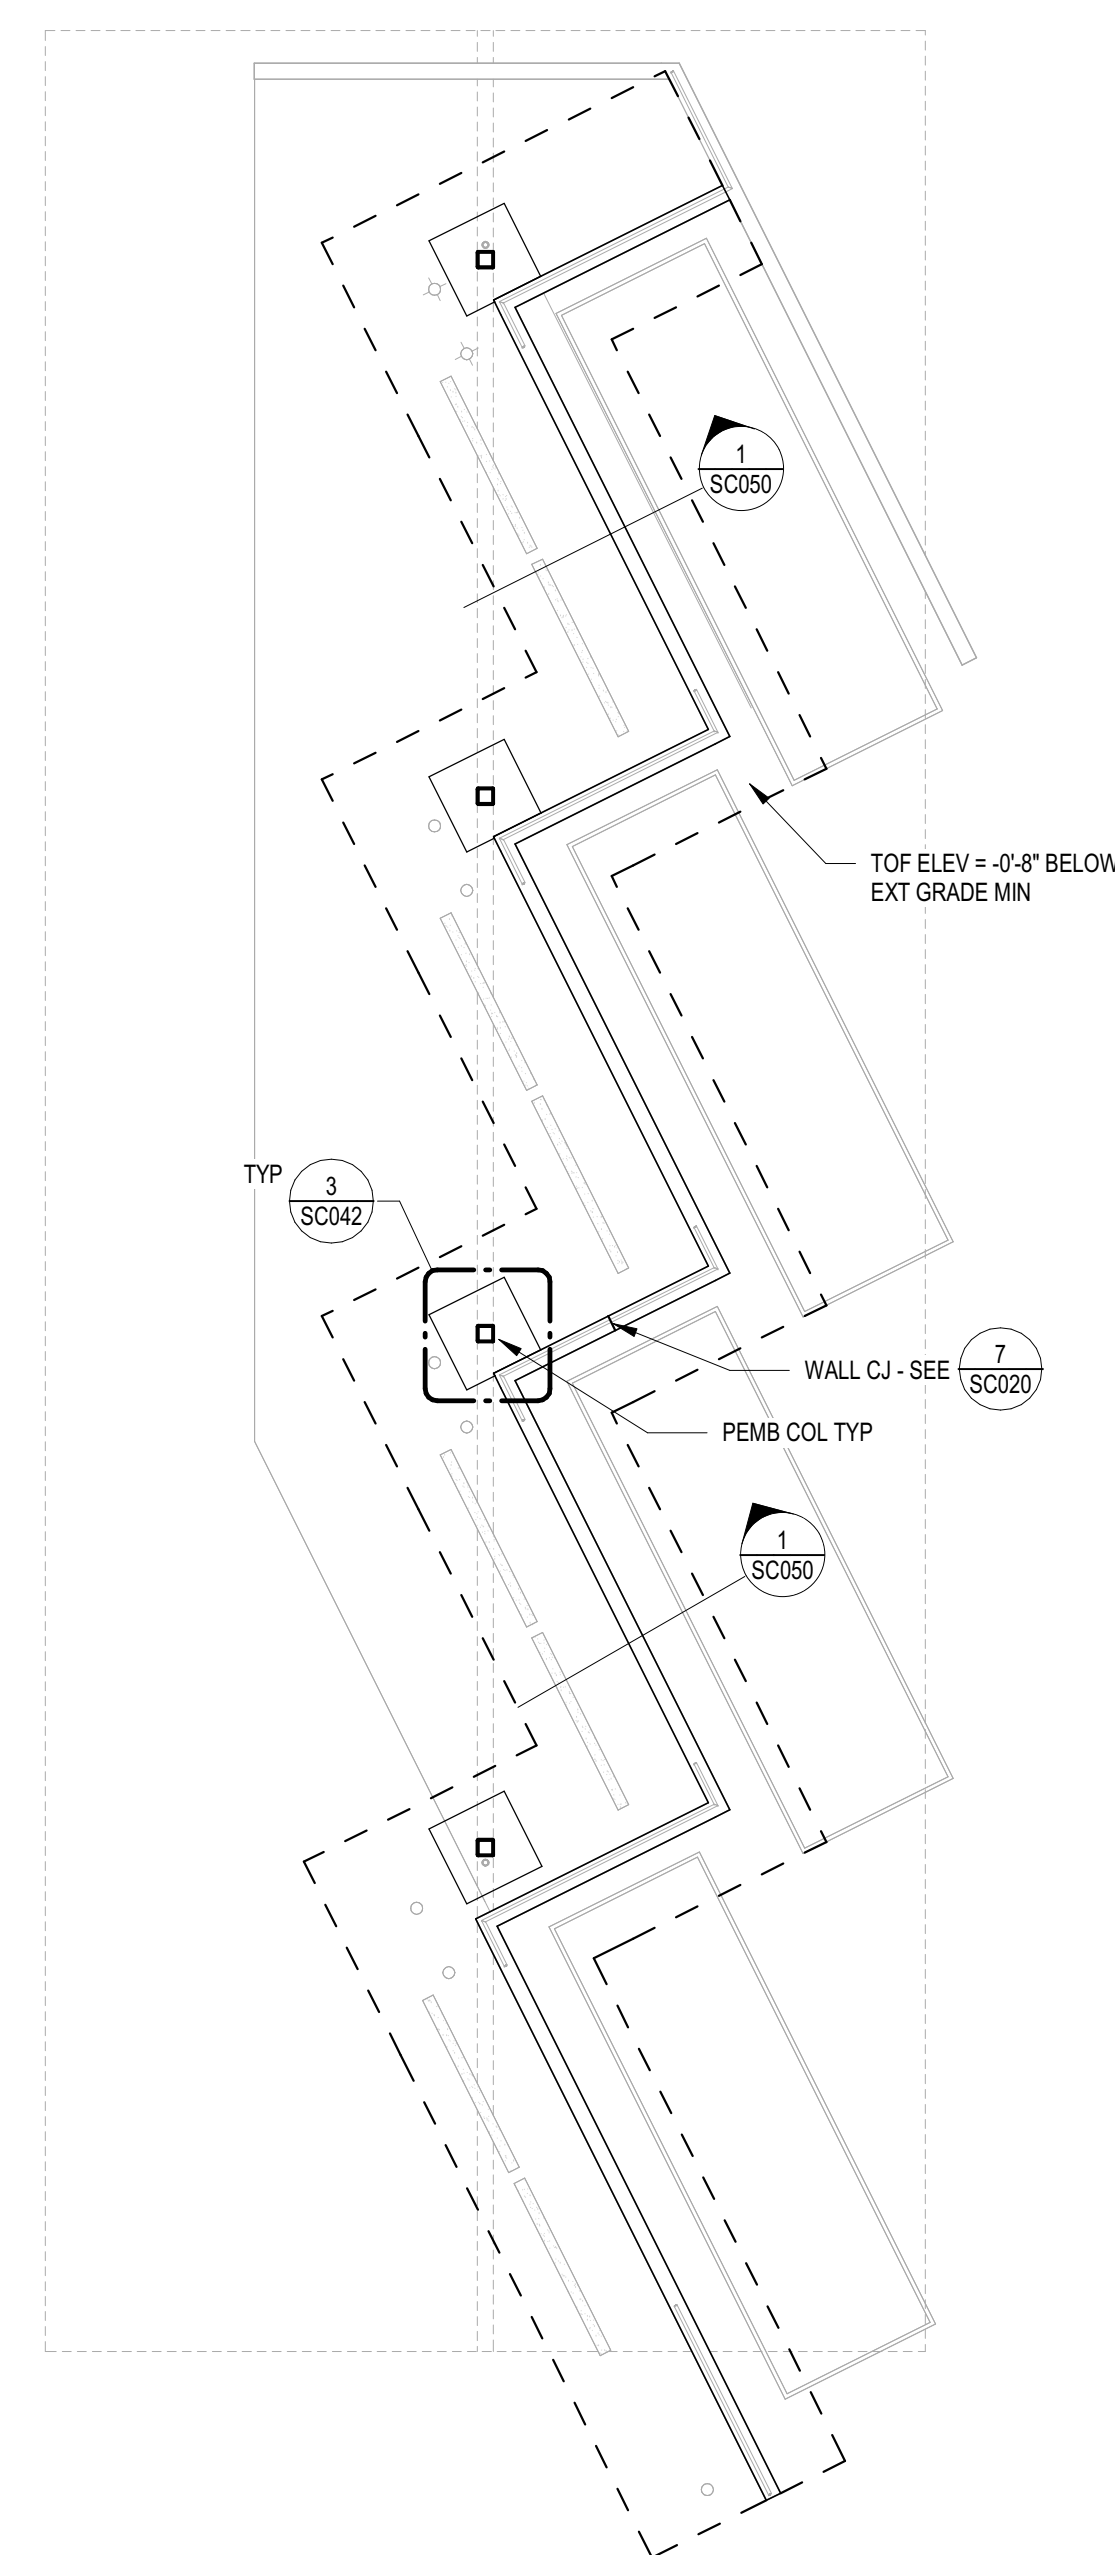 1
SC050
TOF ELEV = -0'-8" BELOW
EXT GRADE MIN
TYP
3
SC042
WALL CJ - SEE
7
SC020
PEMB COL TYP
1
SC050